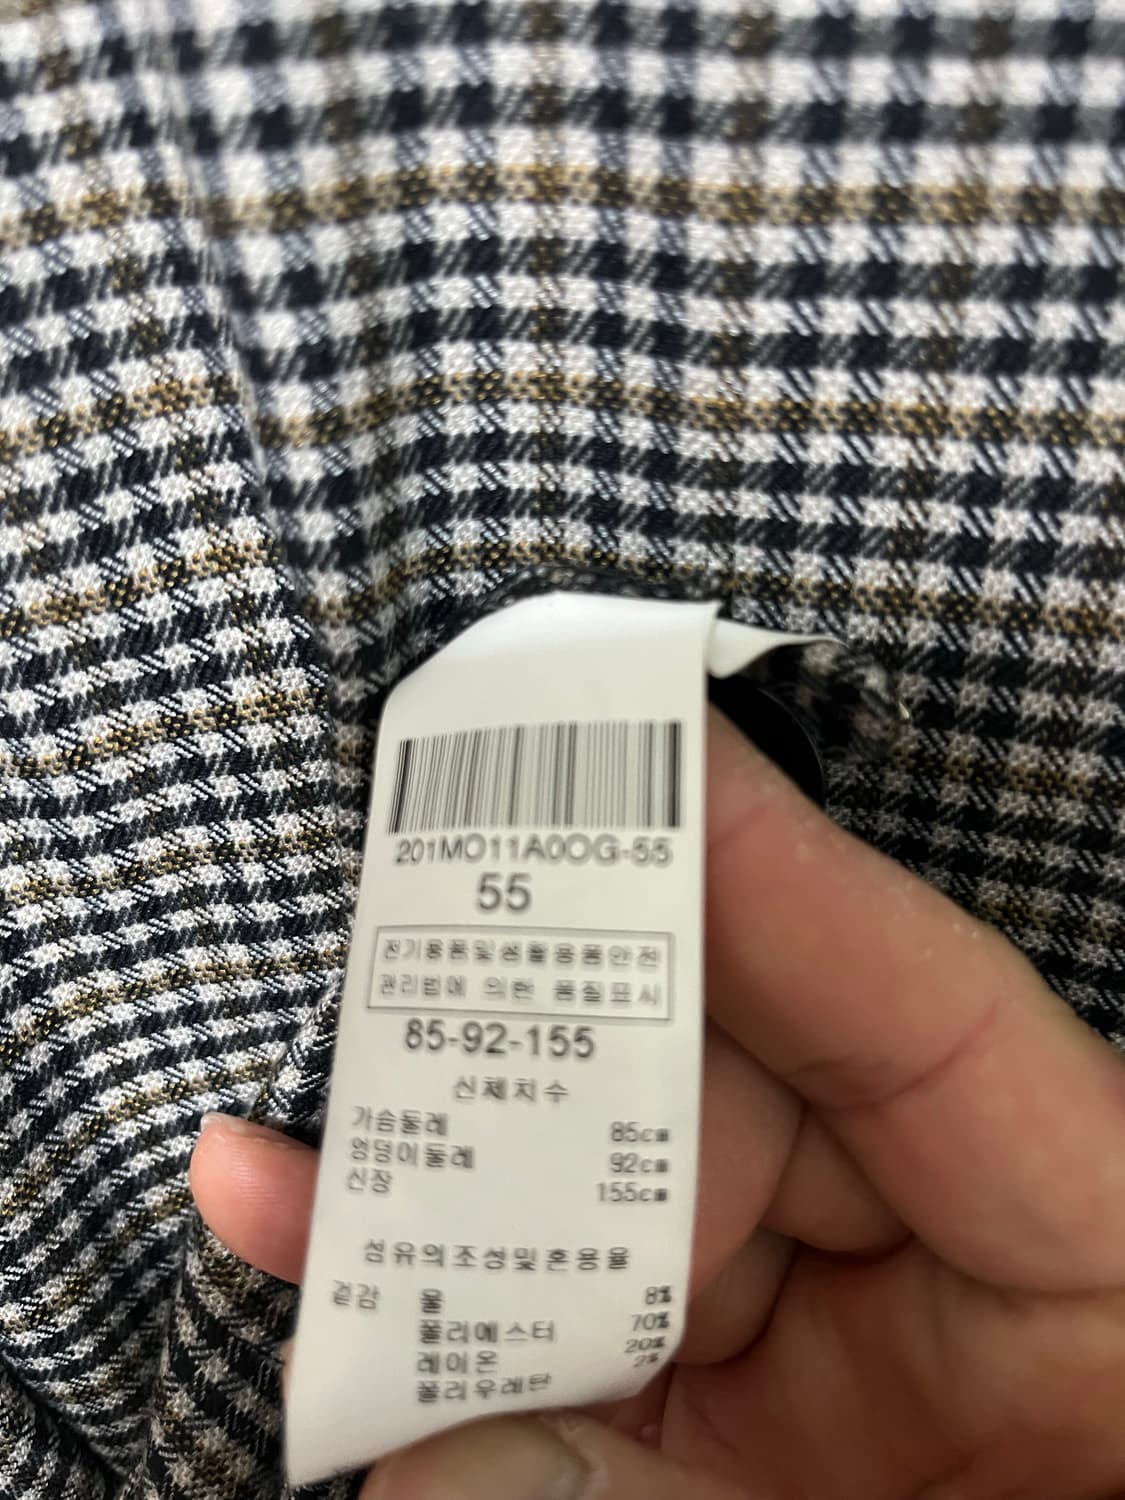 201MO11A0OG-55
55
전기용품및생활용품안전
관리법에 의한 품질표시
85-92-155
신체치수
가슴둘레 85cm
엉덩이둘레 92cm
신장 155cm
섬유의조성및혼용율
겉감 울 8%
폴리에스터 70%
레이온 20%
폴리우레탄 2%